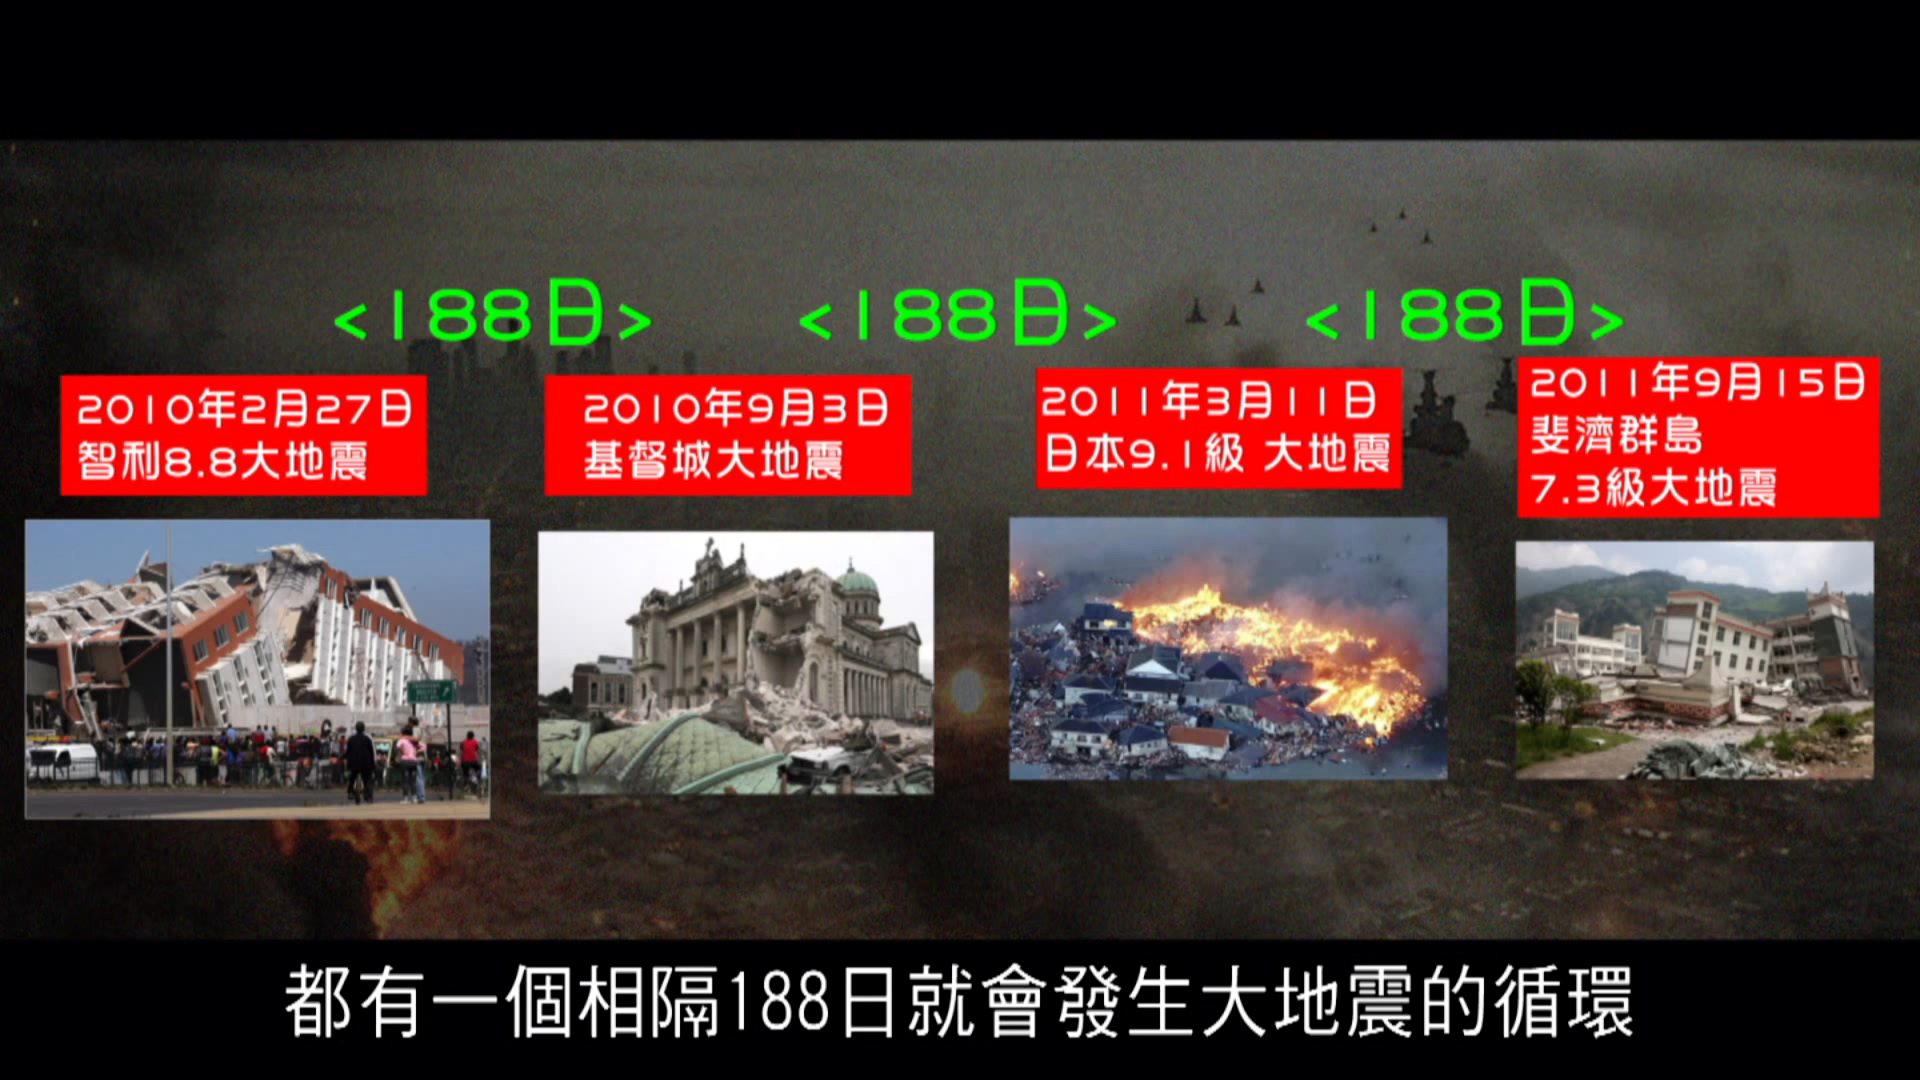 <188日>
<188日>
<188日>
2010年2月27日
智利8.8大地震
2010年9月3日
基督城大地震
2011年3月11日
日本9.1級 大地震
2011年9月15日
斐濟群島
7.3級大地震
都有一個相隔188日就會發生大地震的循環